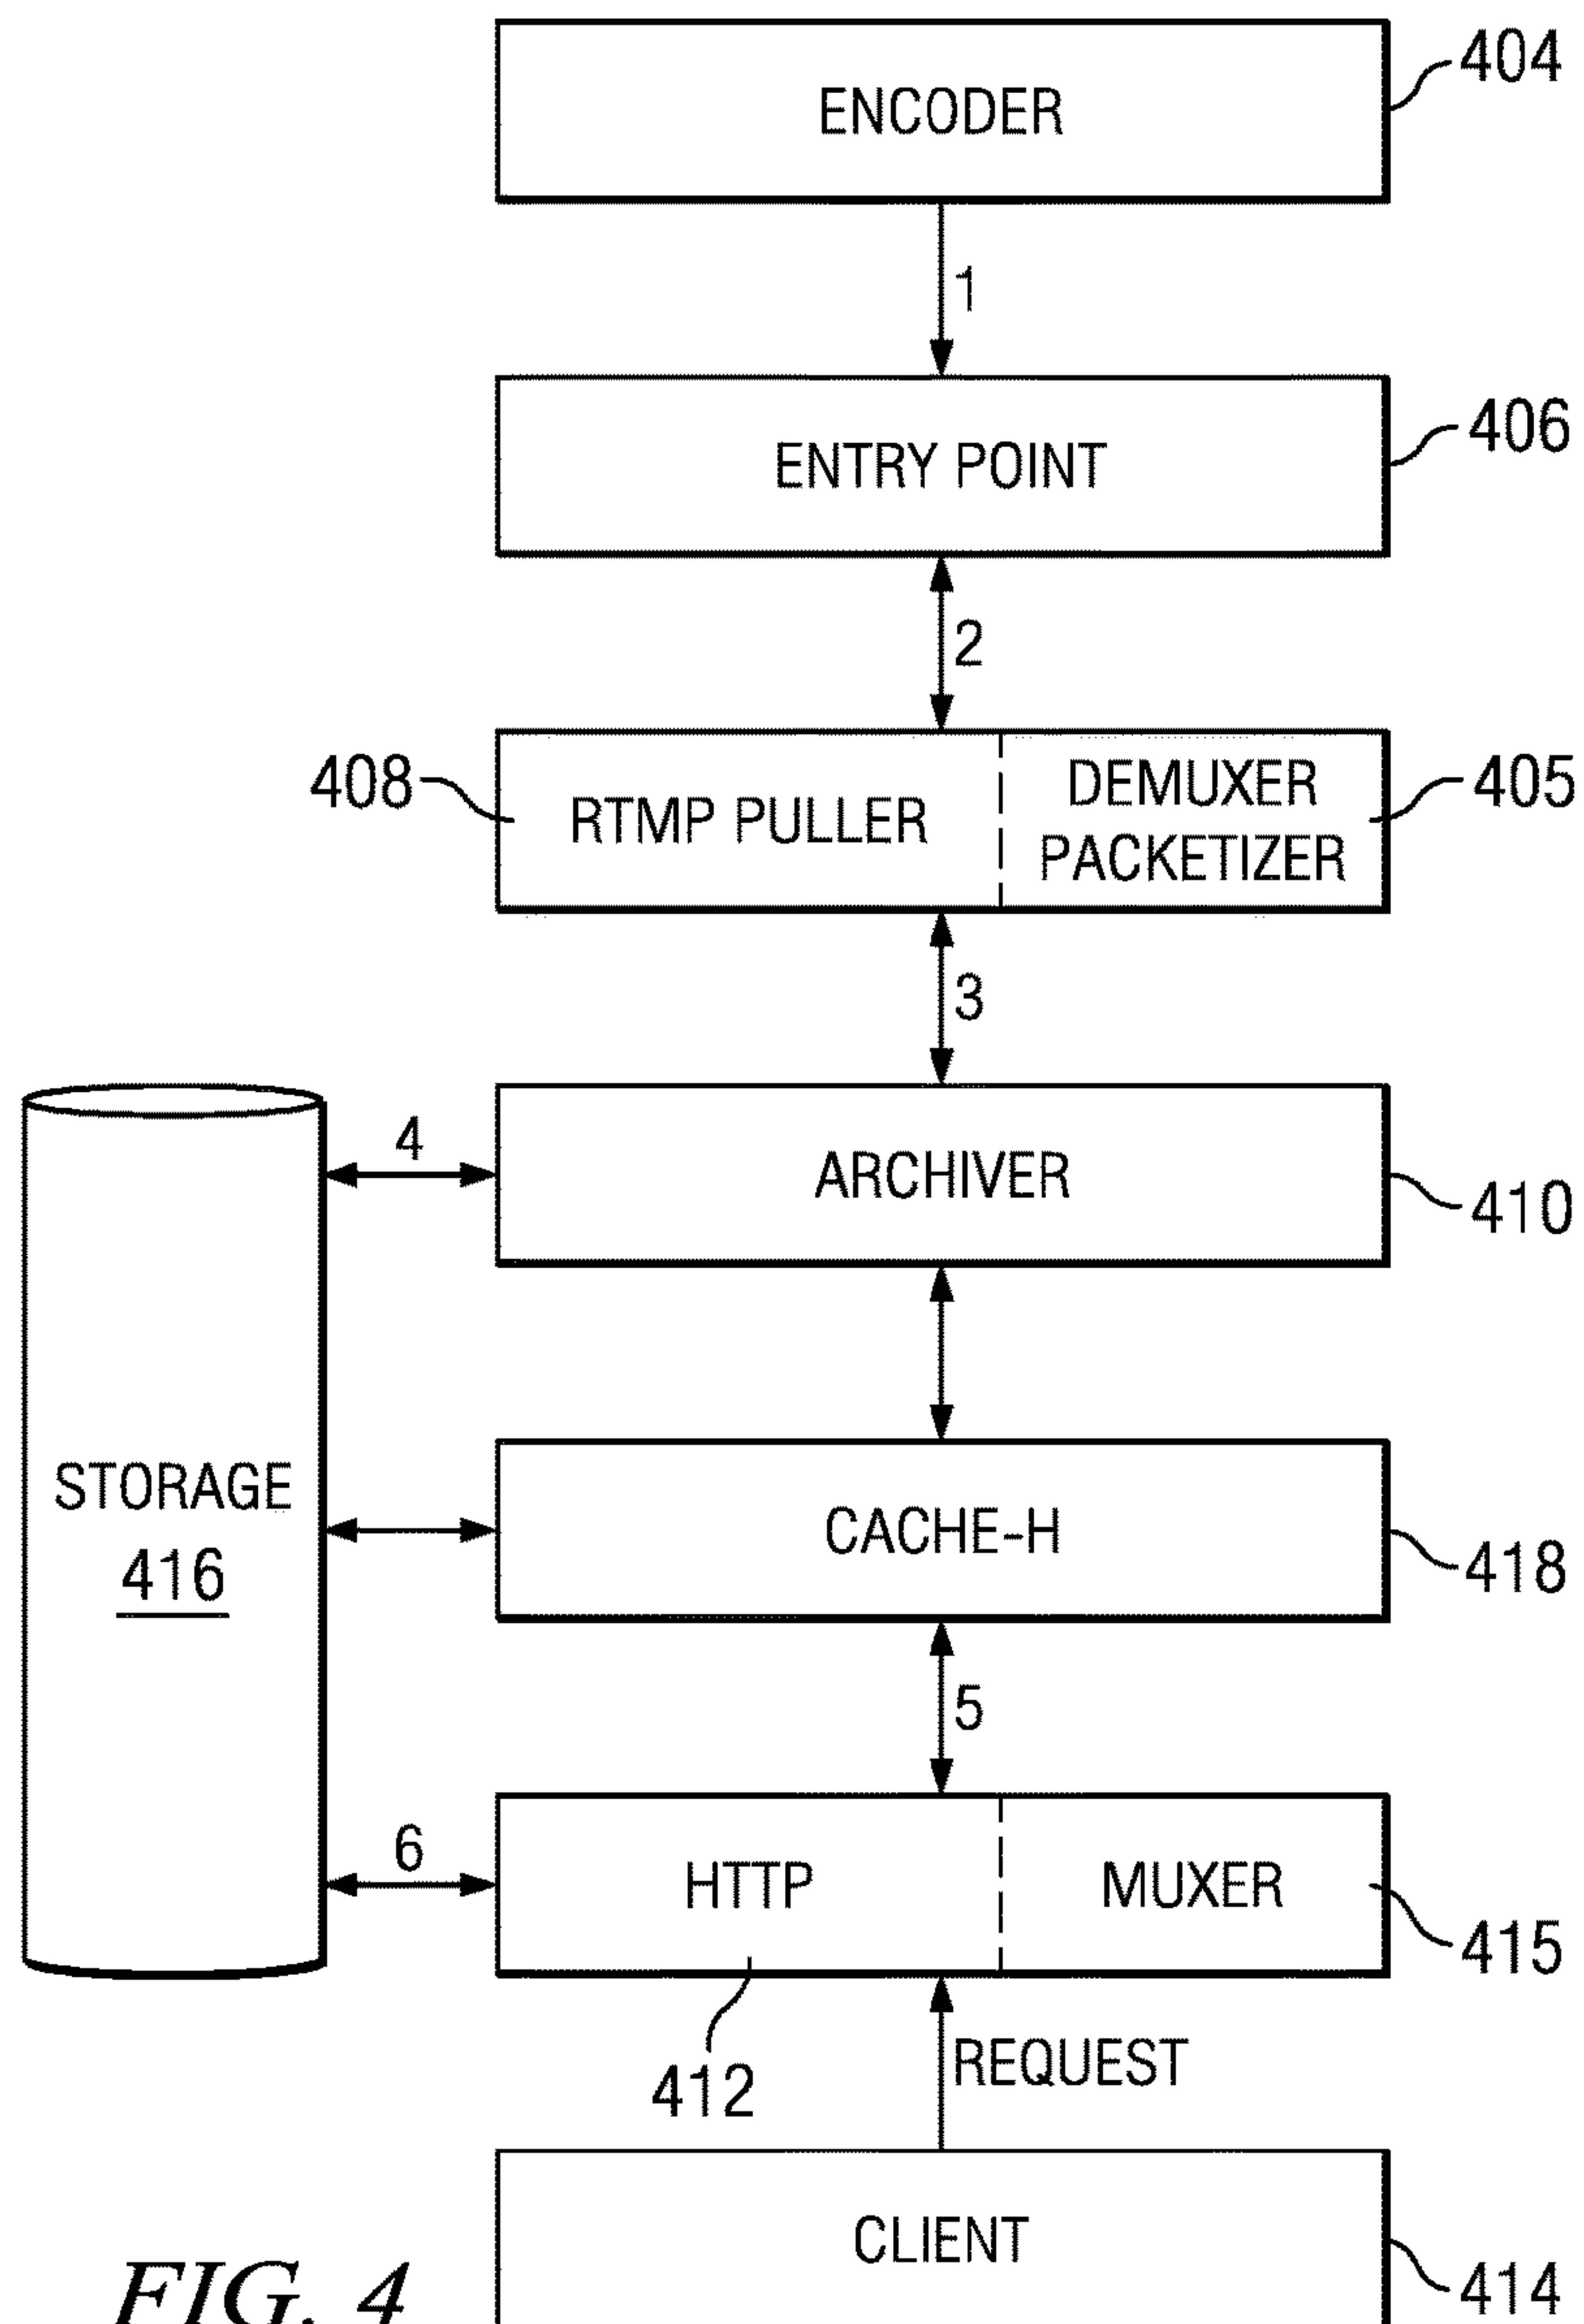 ENCODER
404
1
ENTRY POINT
406
2
408
RTMP PULLER
DEMUXER
PACKETIZER
405
3
4
ARCHIVER
410
STORAGE
416
CACHE-H
418
5
6
HTTP
MUXER
415
412
REQUEST
CLIENT
414
FIG. 4